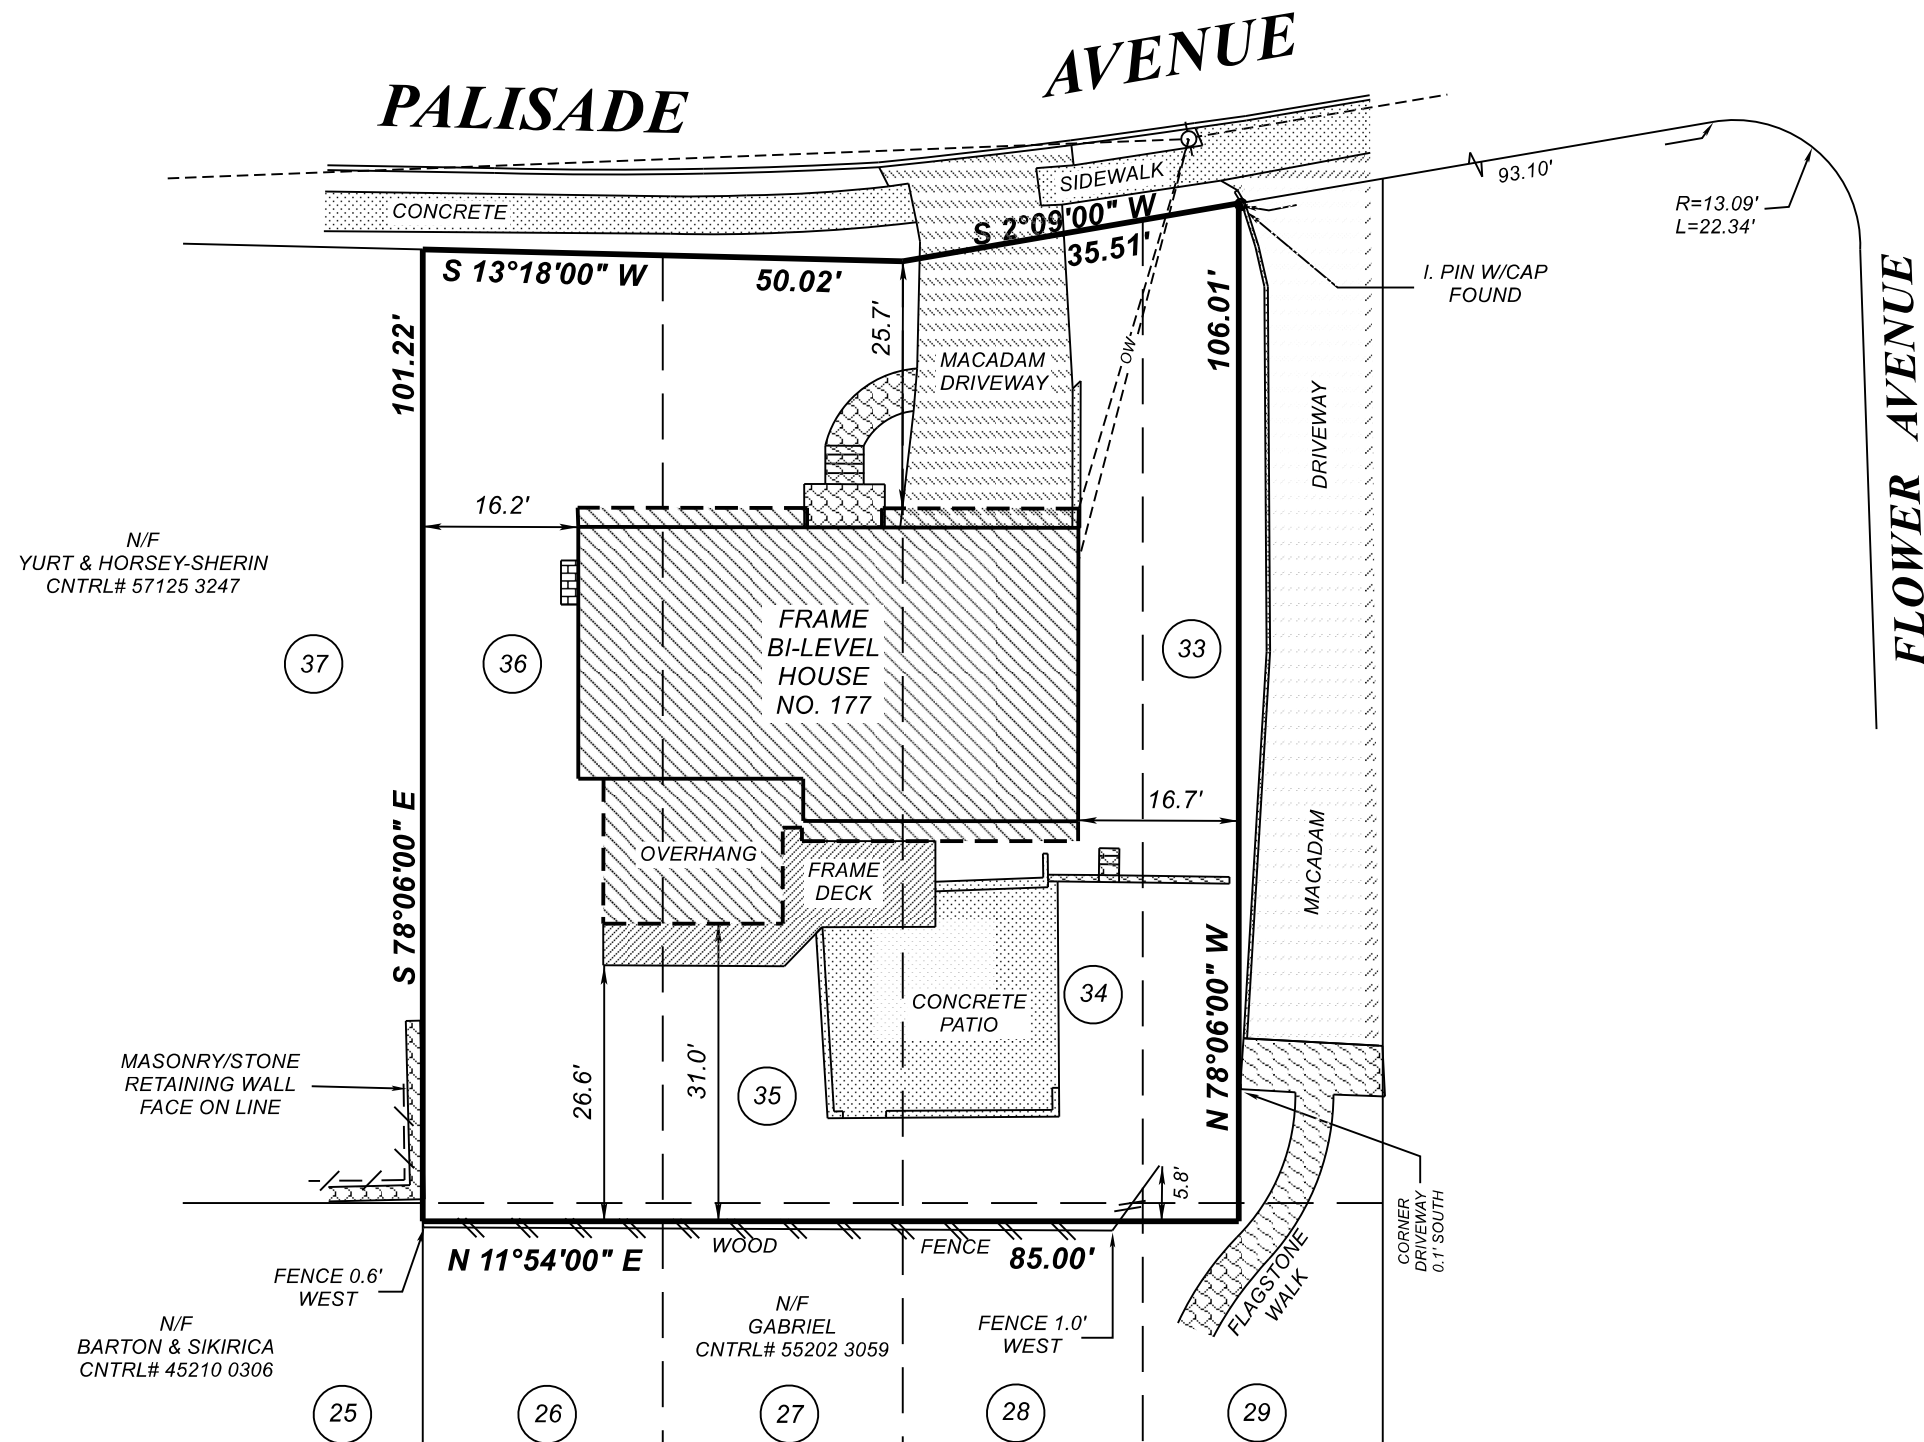 PALISADE AVENUE
SIDEWALK
CONCRETE
S 2°09'00" W
35.51'
93.10'
R=13.09'
L=22.34'
S 13°18'00" W
50.02'
I. PIN W/CAP
FOUND
FLOWER AVENUE
101.22'
25.7'
106.01'
OW
MACADAM
DRIVEWAY
DRIVEWAY
16.2'
N/F
YURT & HORSEY-SHERIN
CNTRL# 57125 3247
FRAME
BI-LEVEL
HOUSE
NO. 177
37
36
33
16.7'
S 78°06'00" E
OVERHANG
FRAME
DECK
MACADAM
CONCRETE
PATIO
34
N 78°06'00" W
MASONRY/STONE
RETAINING WALL
FACE ON LINE
26.6'
31.0'
35
5.8'
CORNER
DRIVEWAY
0.1' SOUTH
WOOD FENCE
N 11°54'00" E
85.00'
FLAGSTONE
WALK
FENCE 0.6'
WEST
N/F
BARTON & SIKIRICA
CNTRL# 45210 0306
N/F
GABRIEL
CNTRL# 55202 3059
FENCE 1.0'
WEST
25
26
27
28
29